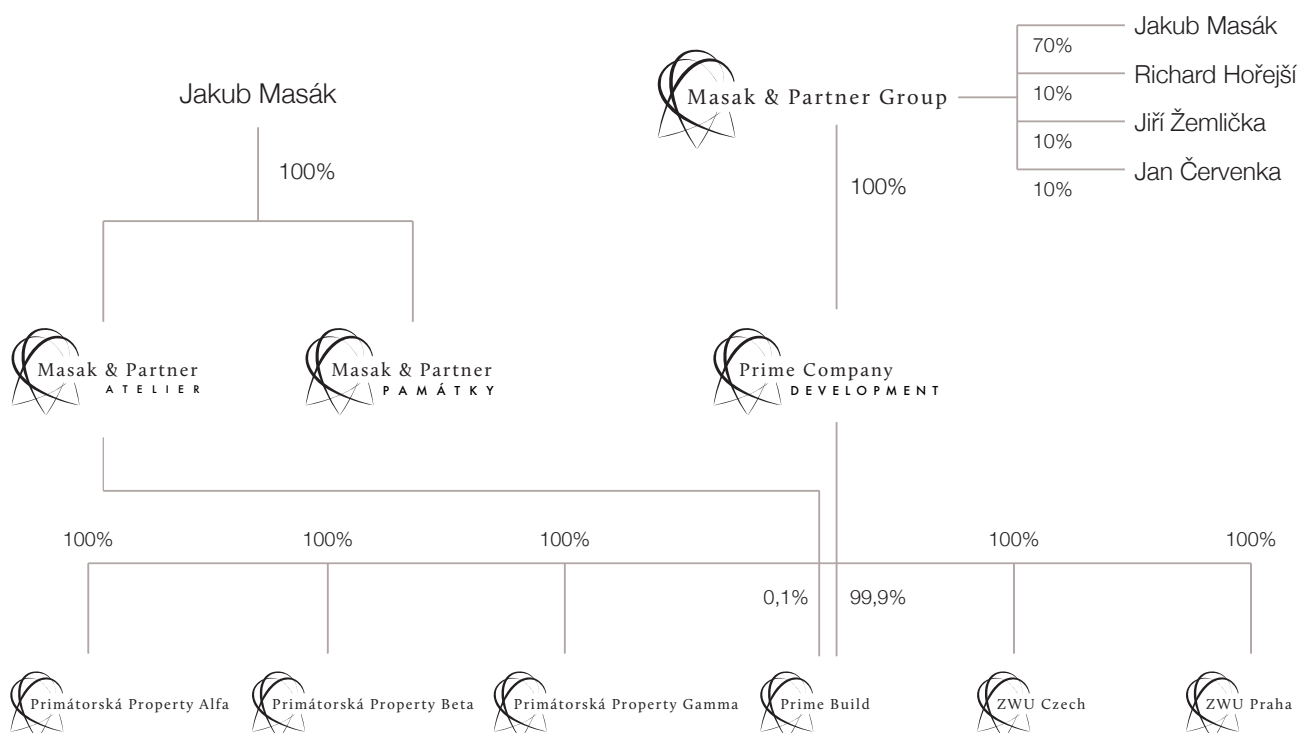 Jakub Masák
100%
Masak & Partner Group
Jakub Masák
70%
Richard Hořejší
10%
Jiří Žemlička
10%
Jan Červenka
10%
100%
Masak & Partner
ATELIER
Masak & Partner
PAMÁTKY
Prime Company
DEVELOPMENT
100%
100%
100%
100%
100%
0,1%
99,9%
Primátorská Property Alfa
Primátorská Property Beta
Primátorská Property Gamma
Prime Build
ZWU Czech
ZWU Praha